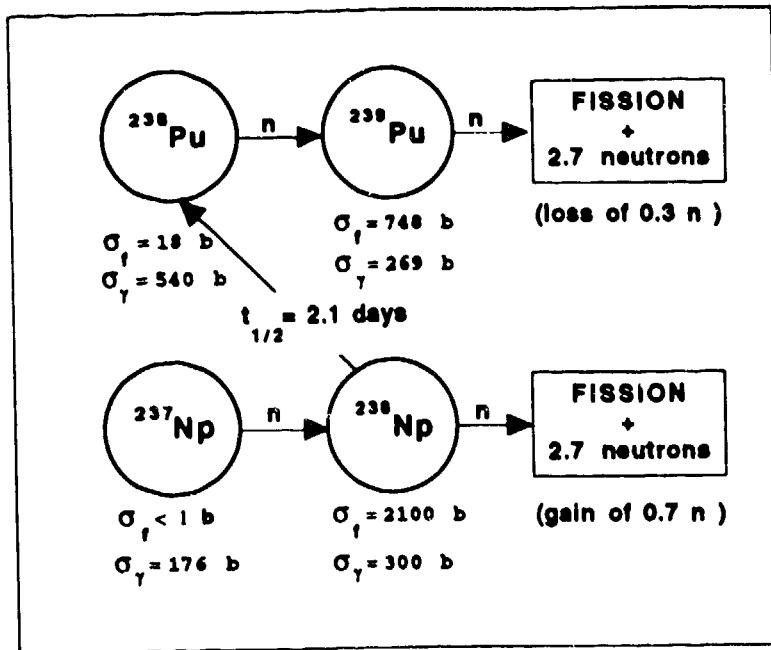 238Pu n 239Pu n FISSION
+
2.7 neutrons
(loss of 0.3 n )
σf = 18 b
σγ = 540 b
σf = 748 b
σγ = 269 b
t1/2 = 2.1 days
237Np n 238Np n FISSION
+
2.7 neutrons
(gain of 0.7 n )
σf < 1 b
σγ = 176 b
σf = 2100 b
σγ = 300 b